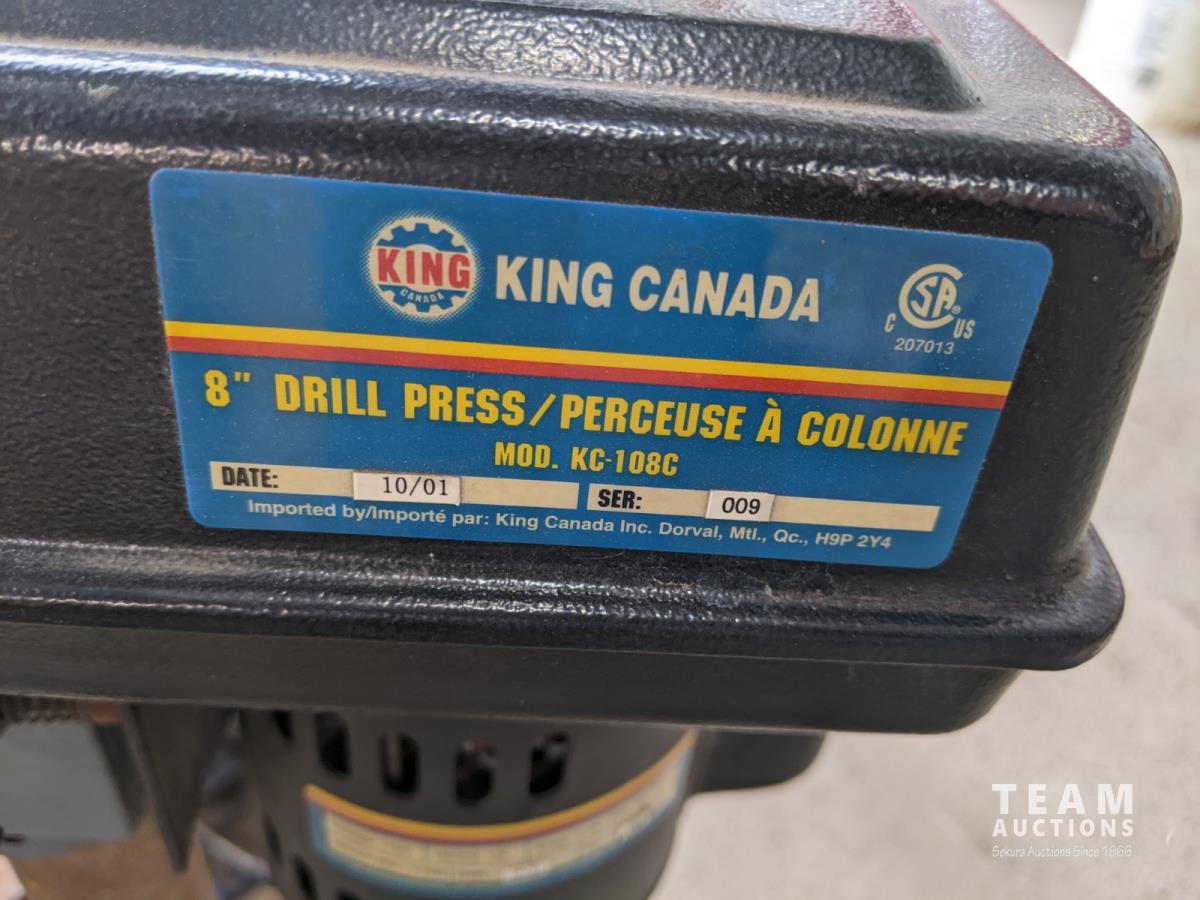 KING
CANADA
KING CANADA
CSA®
C US
207013
8" DRILL PRESS/PERCEUSE À COLONNE
MOD. KC-108C
DATE: 10/01 SER: 009
Imported by/Importé par: King Canada Inc. Dorval, Mtl., Qc., H9P 2Y4
TEAM
AUCTIONS
Sekura Auctions Since 1966